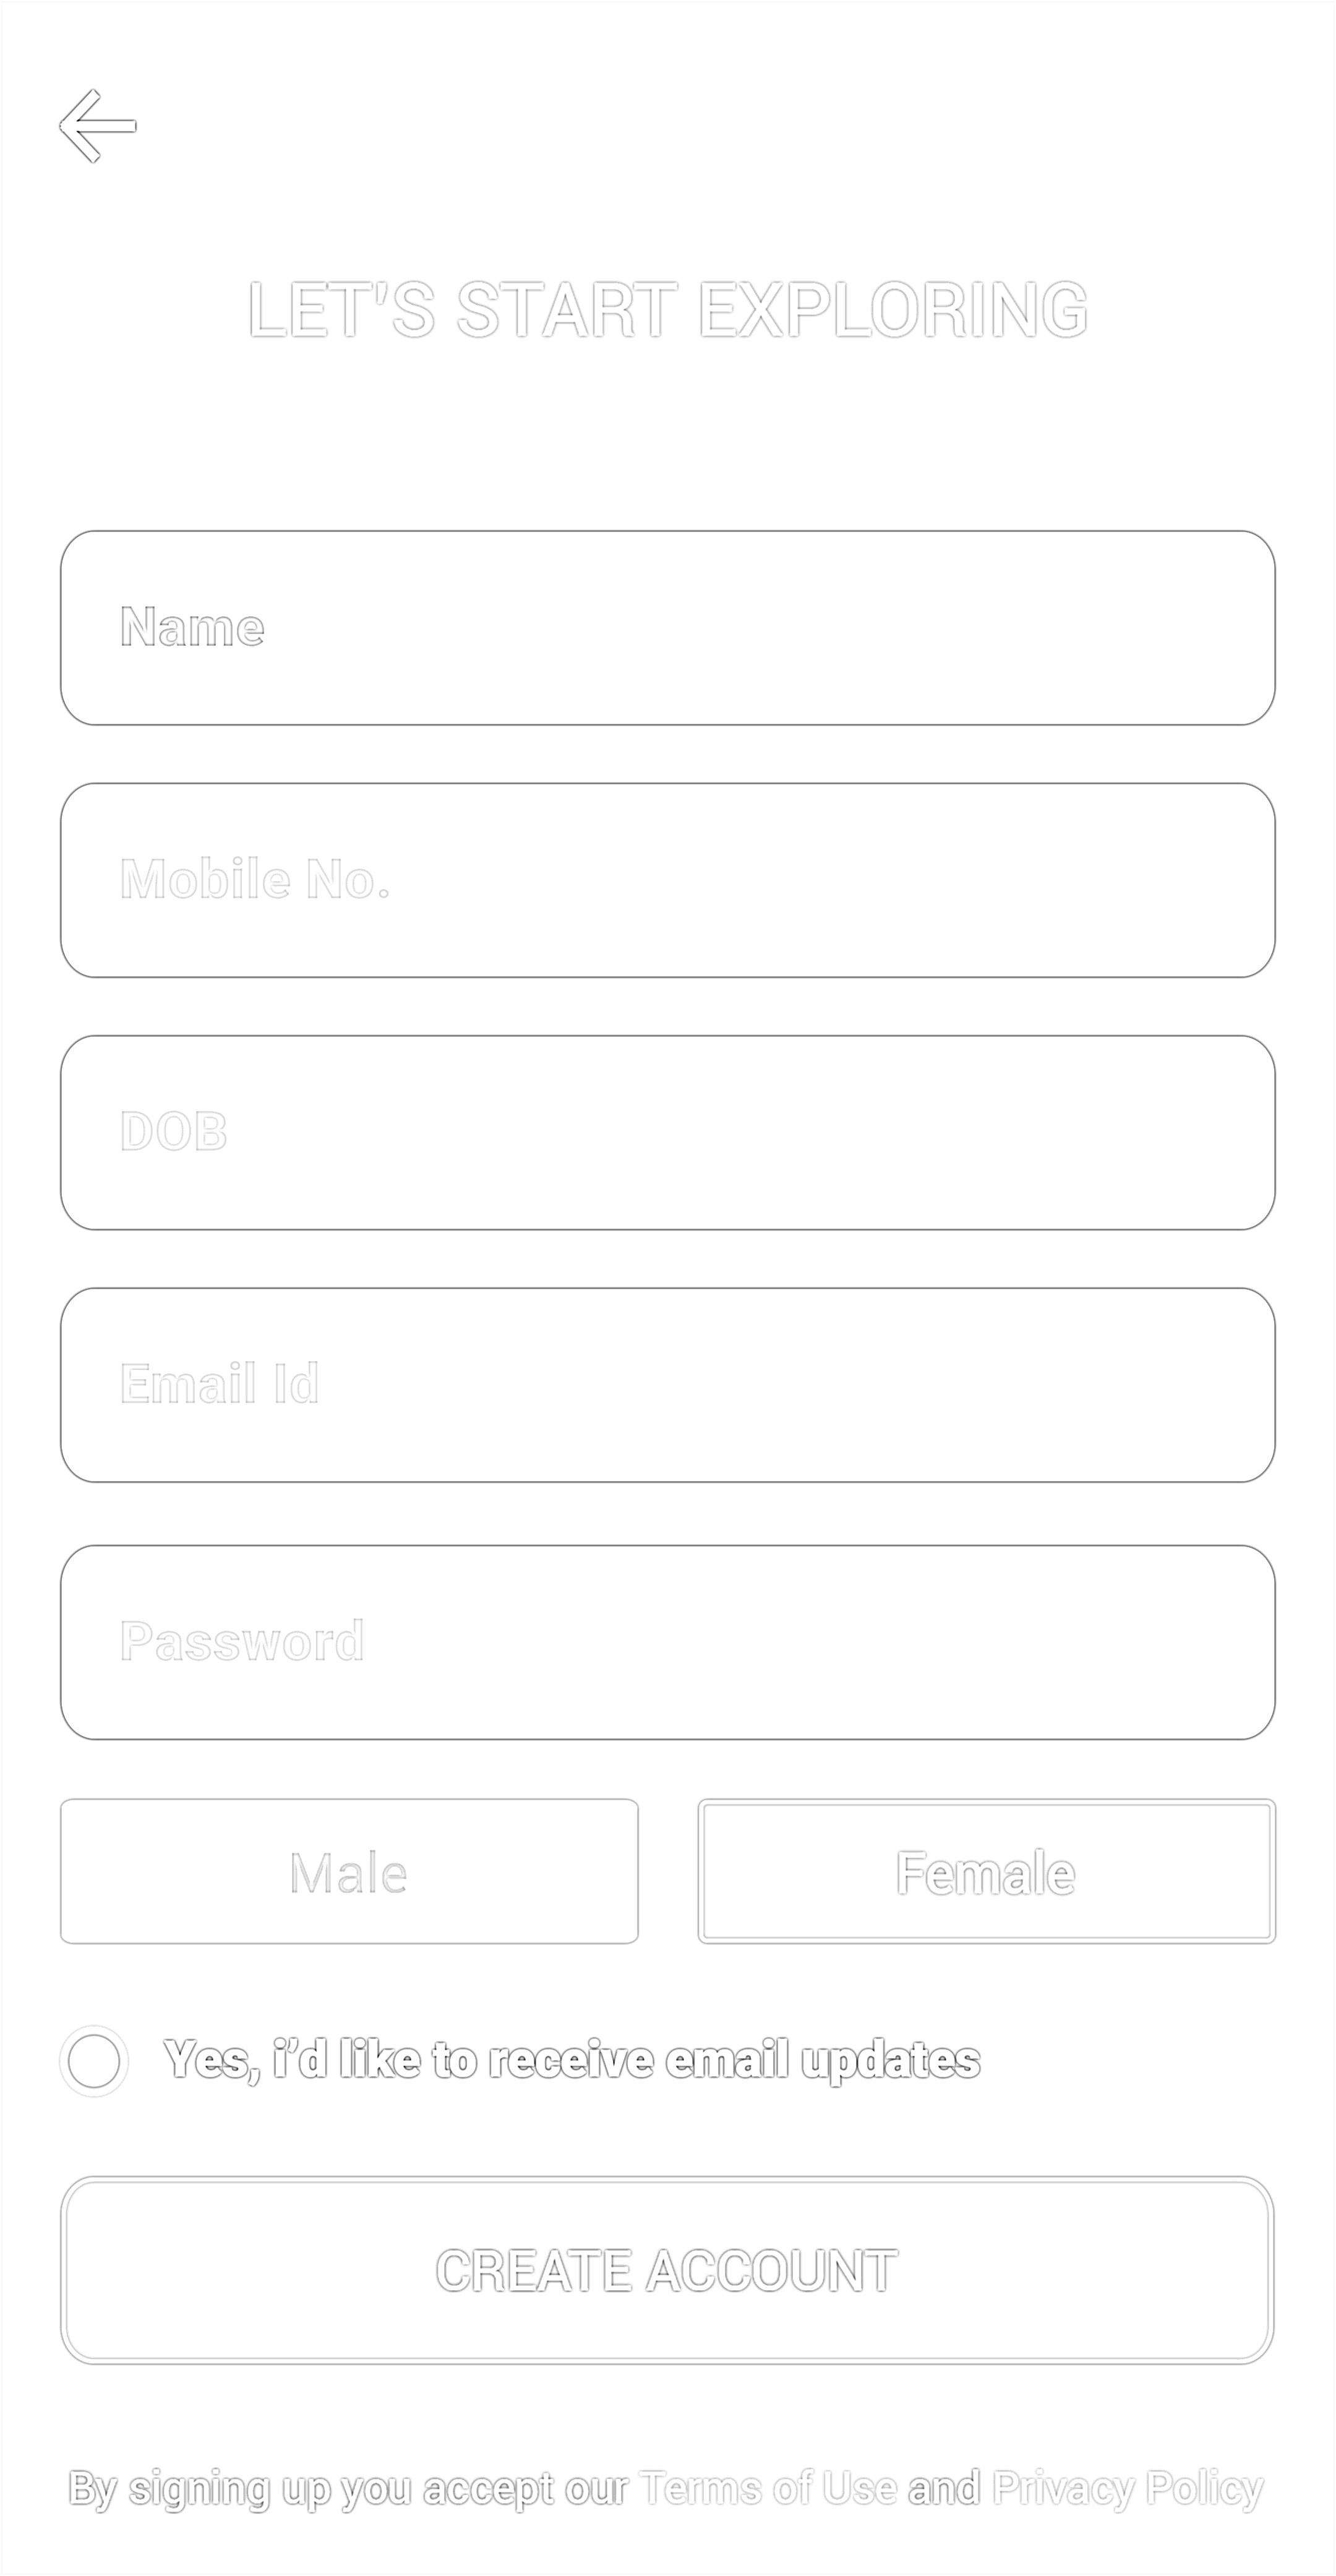 LET'S START EXPLORING
Name
Mobile No.
DOB
Email Id
Password
Male
Female
Yes, i'd like to receive email updates
CREATE ACCOUNT
By signing up you accept our Terms of Use and Privacy Policy